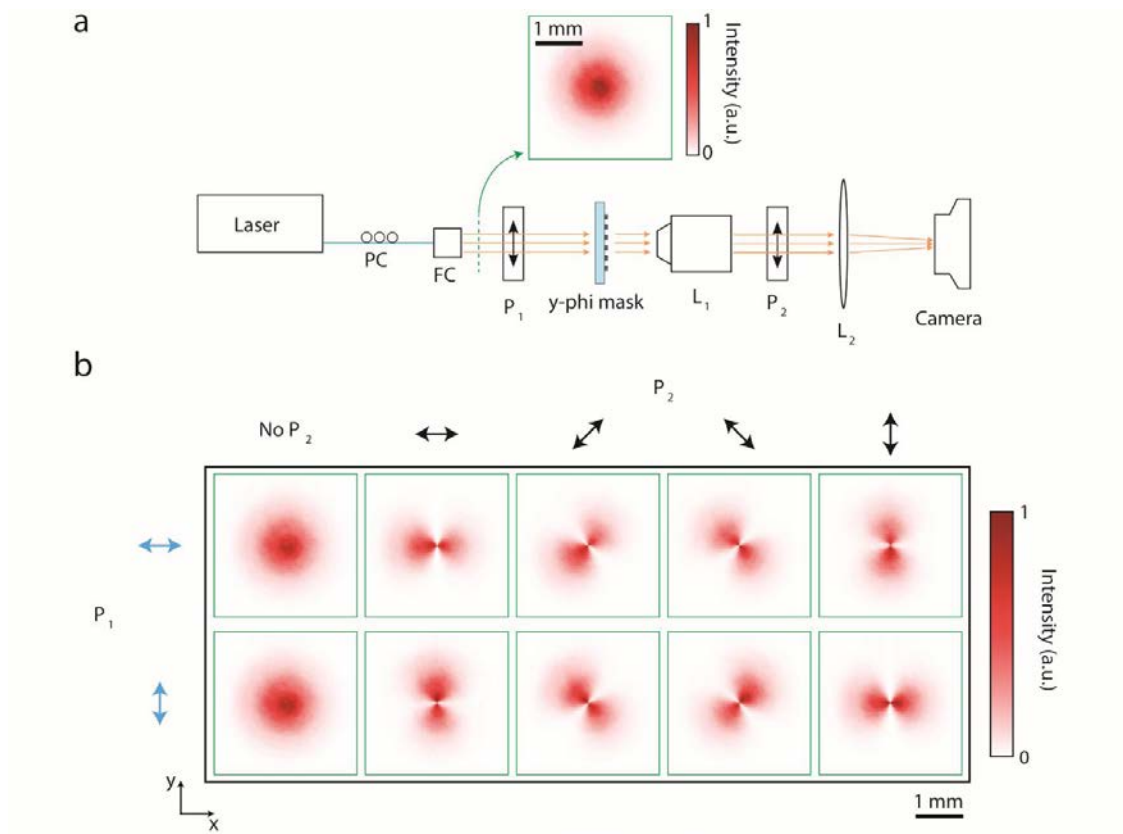 a
1 mm
1
0
Intensity (a.u.)
Laser
PC
FC
P1
y-phi mask
L1
P2
L2
Camera
b
P2
No P2
P1
1
0
Intensity (a.u.)
y
x
1 mm